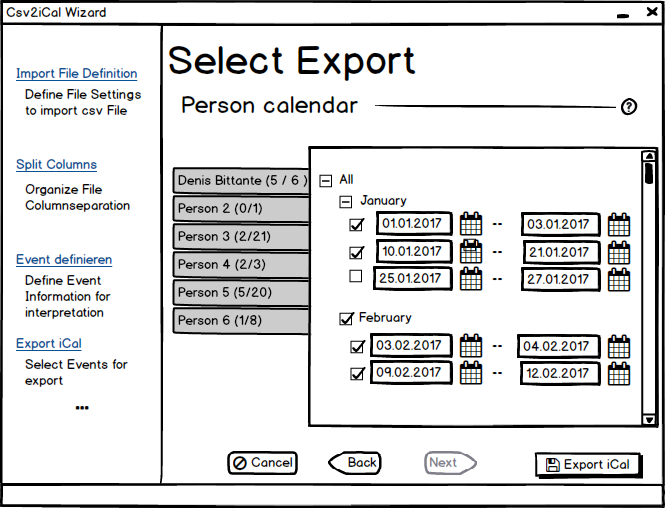 Csv2iCal Wizard
Import File Definition
Define File Settings
to import csv File
Split Columns
Organize File
Columnseparation
Event definieren
Define Event
Information for
interpretation
Export iCal
Select Events for
export
...
Select Export
Person calendar
?
Denis Bittante (5 / 6 )
Person 2 (0/1)
Person 3 (2/21)
Person 4 (2/3)
Person 5 (5/20)
Person 6 (1/8)
All
January
01.01.2017 -- 03.01.2017
10.01.2017 -- 21.01.2017
25.01.2017 -- 27.01.2017
February
03.02.2017 -- 04.02.2017
09.02.2017 -- 12.02.2017
Cancel
Back
Next
Export iCal